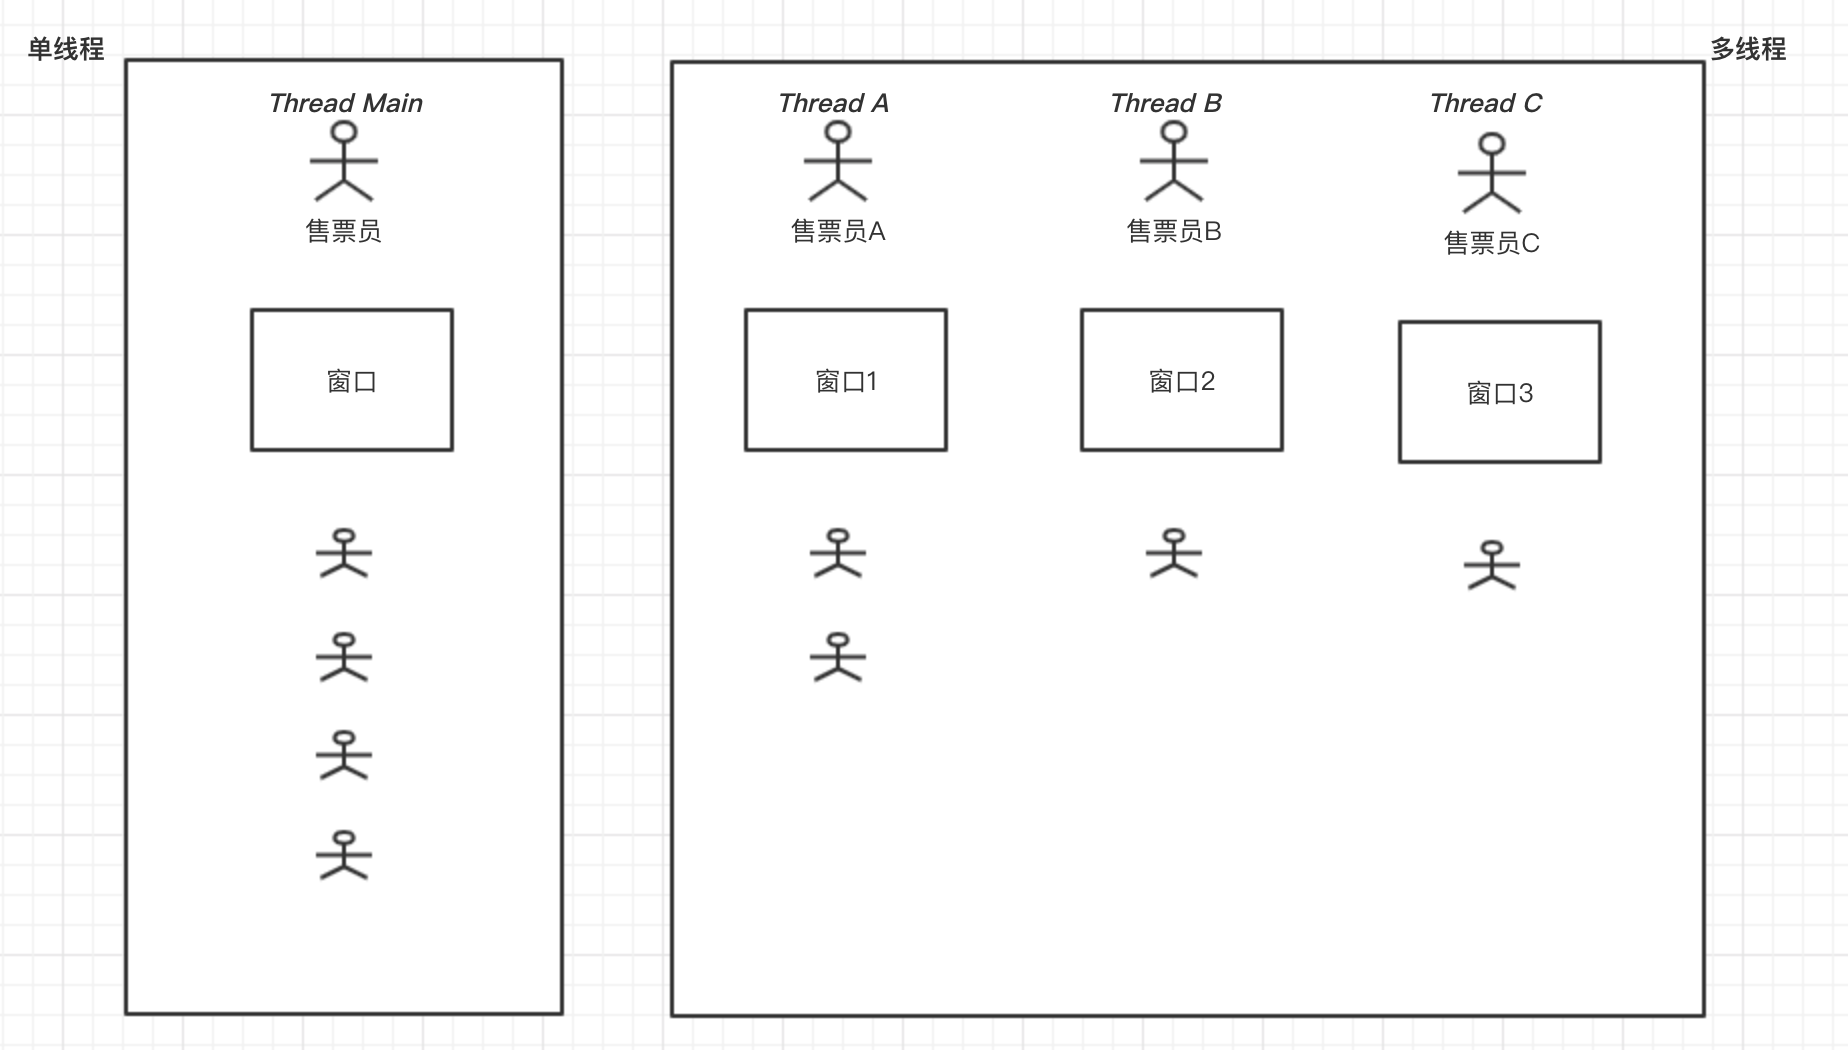 单线程
Thread Main
售票员
窗口
多线程
Thread A
售票员A
窗口1
Thread B
售票员B
窗口2
Thread C
售票员C
窗口3